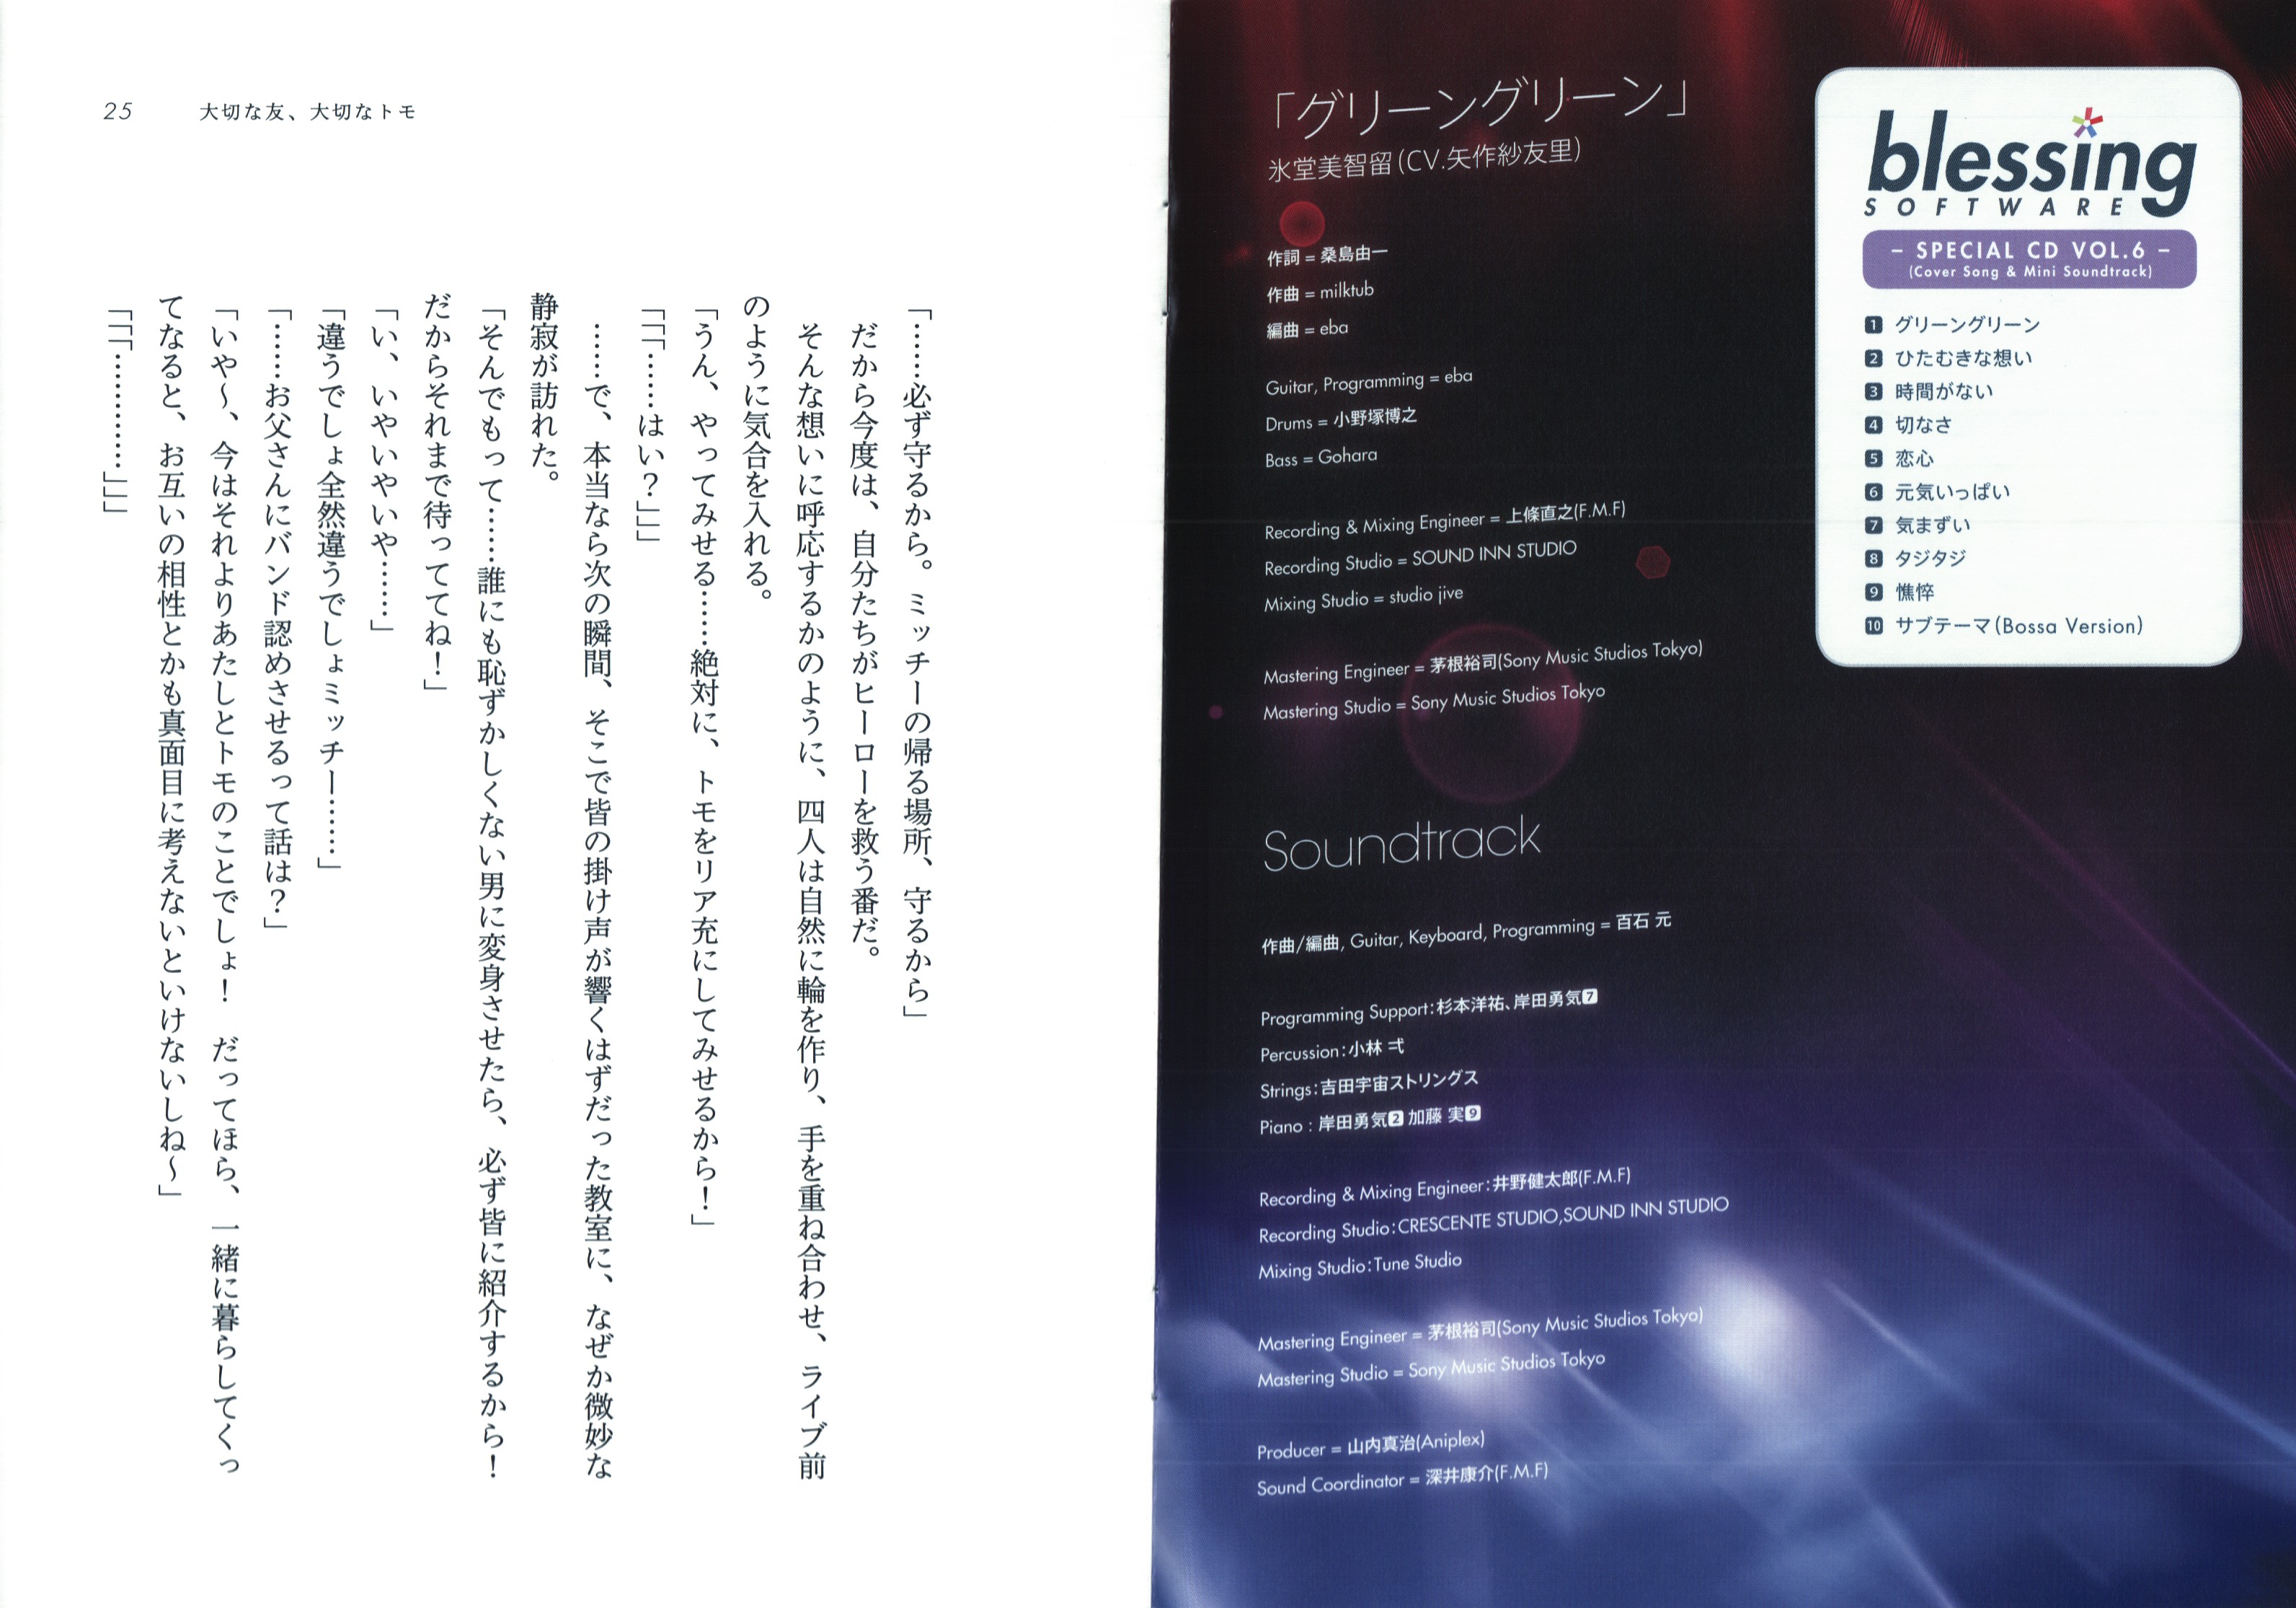 25
大切な友、大切なトモ
「……必ず守るから。ミッチーの帰る場所、守るから」
だから今度は、自分たちがヒーローを救う番だ。
そんな想いに呼応するかのように、四人は自然に輪を作り、手を重ね合わせ、ライブ前
のように気合を入れる。
「うん、やってみせる……絶対に、トモをリア充にしてみせるから！」
「「「……はい？」」」
……で、本当なら次の瞬間、そこで皆の掛け声が響くはずだった教室に、なぜか微妙な
静寂が訪れた。
「そんでもって……誰にも恥ずかしくない男に変身させたら、必ず皆に紹介するから！
だからそれまで待っててね！」
「い、いやいやいや……」
「違うでしょ全然違うでしょミッチー……」
「……お父さんにバンド認めさせるって話は？」
「いや～、今はそれよりあたしとトモのことでしょ！　だってほら、一緒に暮らしてくっ
てなると、お互いの相性とかも真面目に考えないといけないしね～」
「「「…………」」」
「グリーングリーン」
氷堂美智留(CV.矢作紗友里)
作詞 = 桑島由一
作曲 = milktub
編曲 = eba
Guitar, Programming = eba
Drums = 小野塚博之
Bass = Gohara
Recording & Mixing Engineer = 上條直之(F.M.F)
Recording Studio = SOUND INN STUDIO
Mixing Studio = studio jive
Mastering Engineer = 茅根裕司(Sony Music Studios Tokyo)
Mastering Studio = Sony Music Studios Tokyo
Soundtrack
作曲/編曲, Guitar, Keyboard, Programming = 百石 元
Programming Support:杉本洋祐、岸田勇気7
Percussion:小林 弌
Strings:吉田宇宙ストリングス
Piano : 岸田勇気2 加藤 実9
Recording & Mixing Engineer:井野健太郎(F.M.F)
Recording Studio:CRESCENTE STUDIO,SOUND INN STUDIO
Mixing Studio:Tune Studio
Mastering Engineer = 茅根裕司(Sony Music Studios Tokyo)
Mastering Studio = Sony Music Studios Tokyo
Producer = 山内真治(Aniplex)
Sound Coordinator = 深井康介(F.M.F)
blessing
SOFTWARE
– SPECIAL CD VOL.6 –
(Cover Song & Mini Soundtrack)
1 グリーングリーン
2 ひたむきな想い
3 時間がない
4 切なさ
5 恋心
6 元気いっぱい
7 気まずい
8 タジタジ
9 憔悴
10 サブテーマ(Bossa Version)